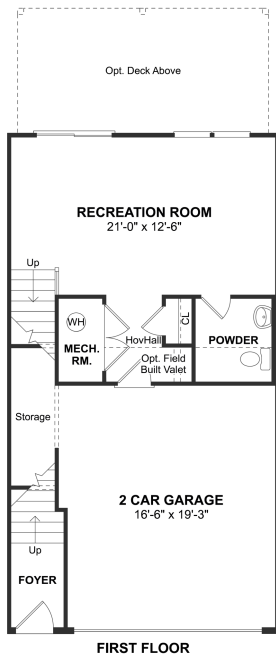 Opt. Deck Above
RECREATION ROOM
21'-0" x 12'-6"
Up
WH
MECH.
RM.
HovHall
CL
POWDER
Opt. Field
Built Valet
Storage
2 CAR GARAGE
16'-6" x 19'-3"
Up
FOYER
FIRST FLOOR